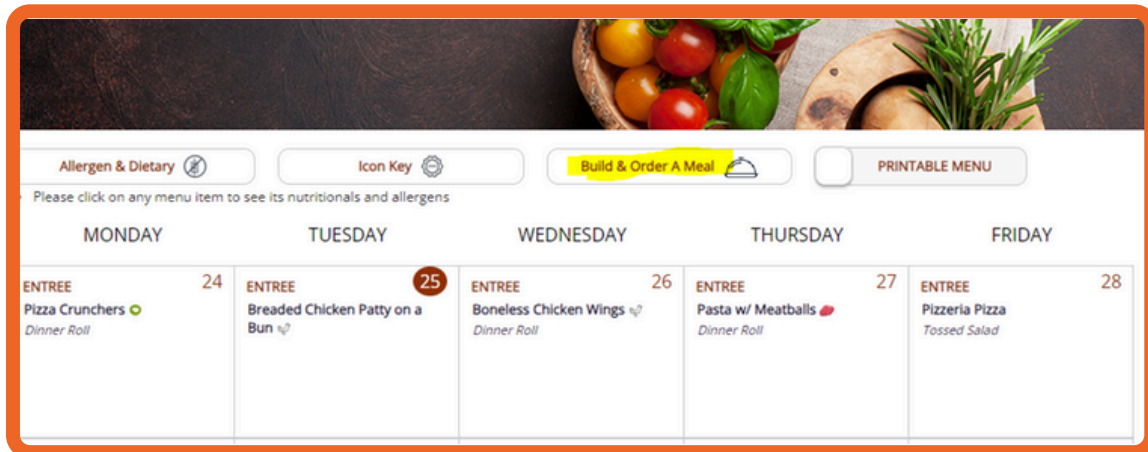 Allergen & Dietary
Icon Key
Build & Order A Meal
PRINTABLE MENU
Please click on any menu item to see its nutritionals and allergens
MONDAY
TUESDAY
WEDNESDAY
THURSDAY
FRIDAY
ENTREE 24
Pizza Crunchers
Dinner Roll
ENTREE 25
Breaded Chicken Patty on a
Bun
ENTREE 26
Boneless Chicken Wings
Dinner Roll
ENTREE 27
Pasta w/ Meatballs
Dinner Roll
ENTREE 28
Pizzeria Pizza
Tossed Salad